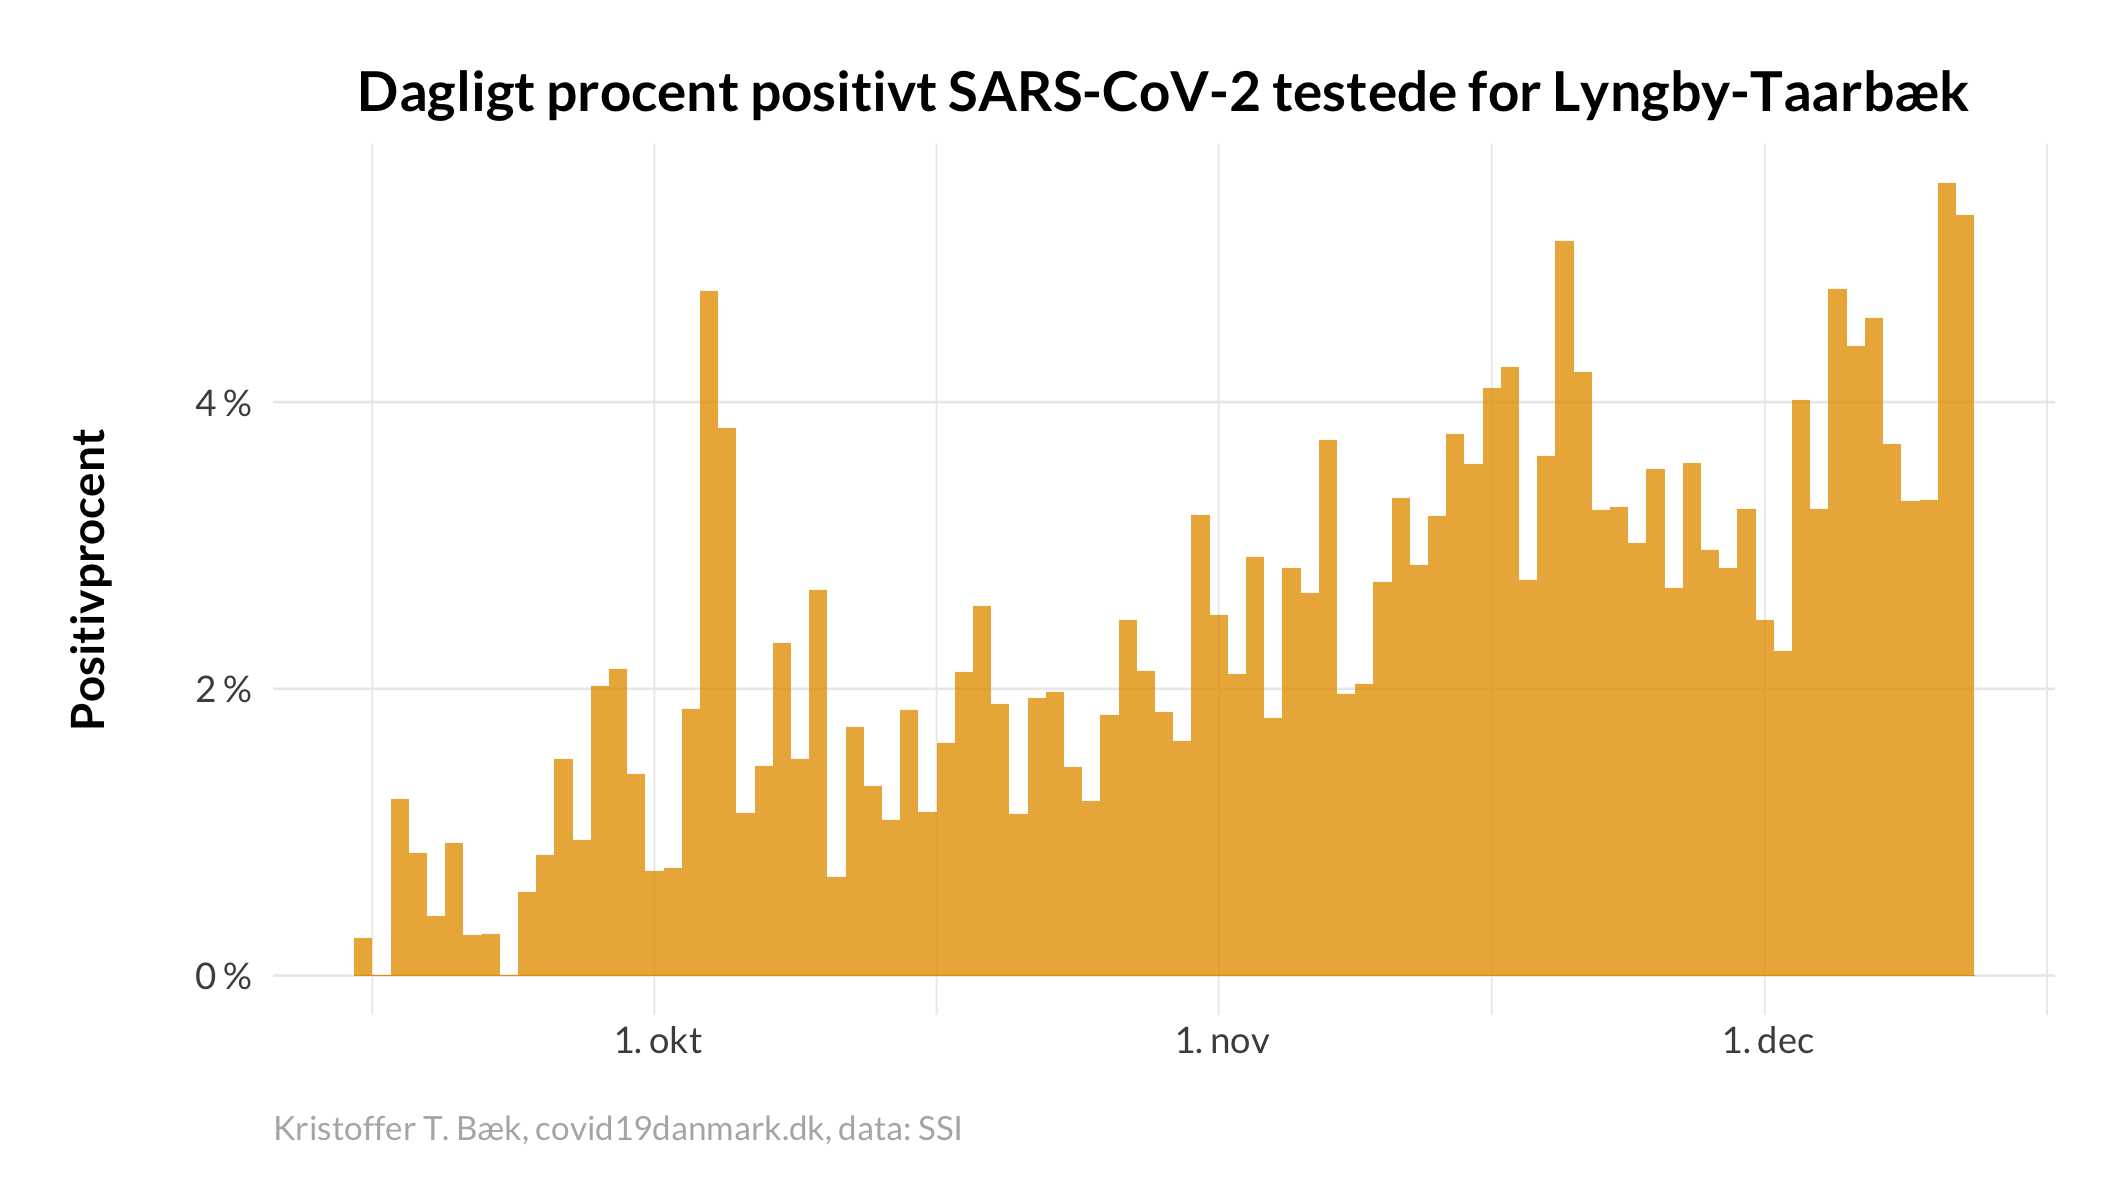 Dagligt procent positivt SARS-CoV-2 testede for Lyngby-Taarbæk
Positivprocent
4 %
2 %
0 %
1. okt
1. nov
1. dec
Kristoffer T. Bæk, covid19danmark.dk, data: SSI